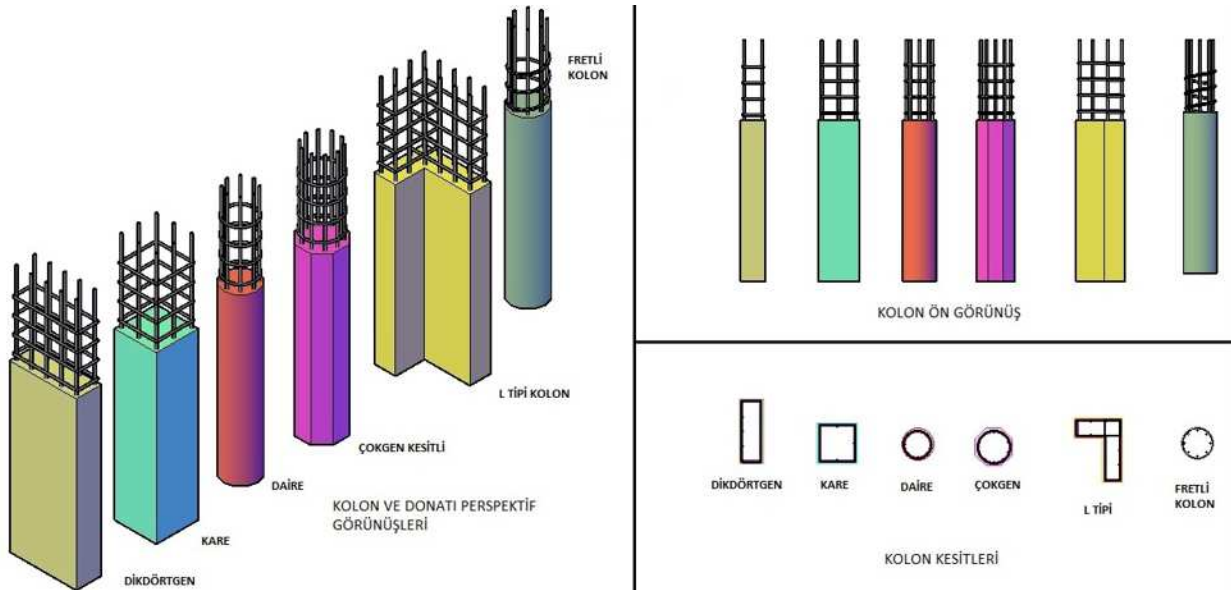 FRETLİ
KOLON
L TİPİ KOLON
ÇOKGEN KESİTLİ
DAİRE
KOLON VE DONATI PERSPEKTİF
GÖRÜNÜŞLERİ
KARE
DİKDÖRTGEN
KOLON ÖN GÖRÜNÜŞ
DİKDÖRTGEN
KARE
DAİRE
ÇOKGEN
L TİPİ
FRETLİ
KOLON
KOLON KESİTLERİ